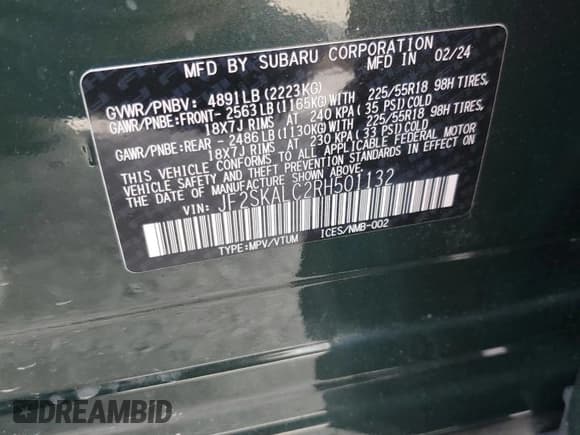 MFD BY SUBARU CORPORATION MFD IN 02/24
GVWR/PNBV: 4891LB(2223KG)
GAWR/PNBE:FRONT- 2563LB(1165KG)WITH 225/55R18 98H TIRES,
18X7J RIMS AT 240 KPA(35 PSI)COLD
GAWR/PNBE:REAR - 2486LB(1130KG)WITH 225/55R18 98H TIRES,
18X7J RIMS AT 230 KPA(33 PSI)COLD
THIS VEHICLE CONFORMS TO ALL APPLICABLE FEDERAL MOTOR
VEHICLE SAFETY AND THEFT PREVENTION STANDARDS IN EFFECT ON
THE DATE OF MANUFACTURE SHOWN ABOVE.
VIN: JF2SKALC2RH501132
TYPE:MPV/VTUM ICES/NMB-002
DREAMBID